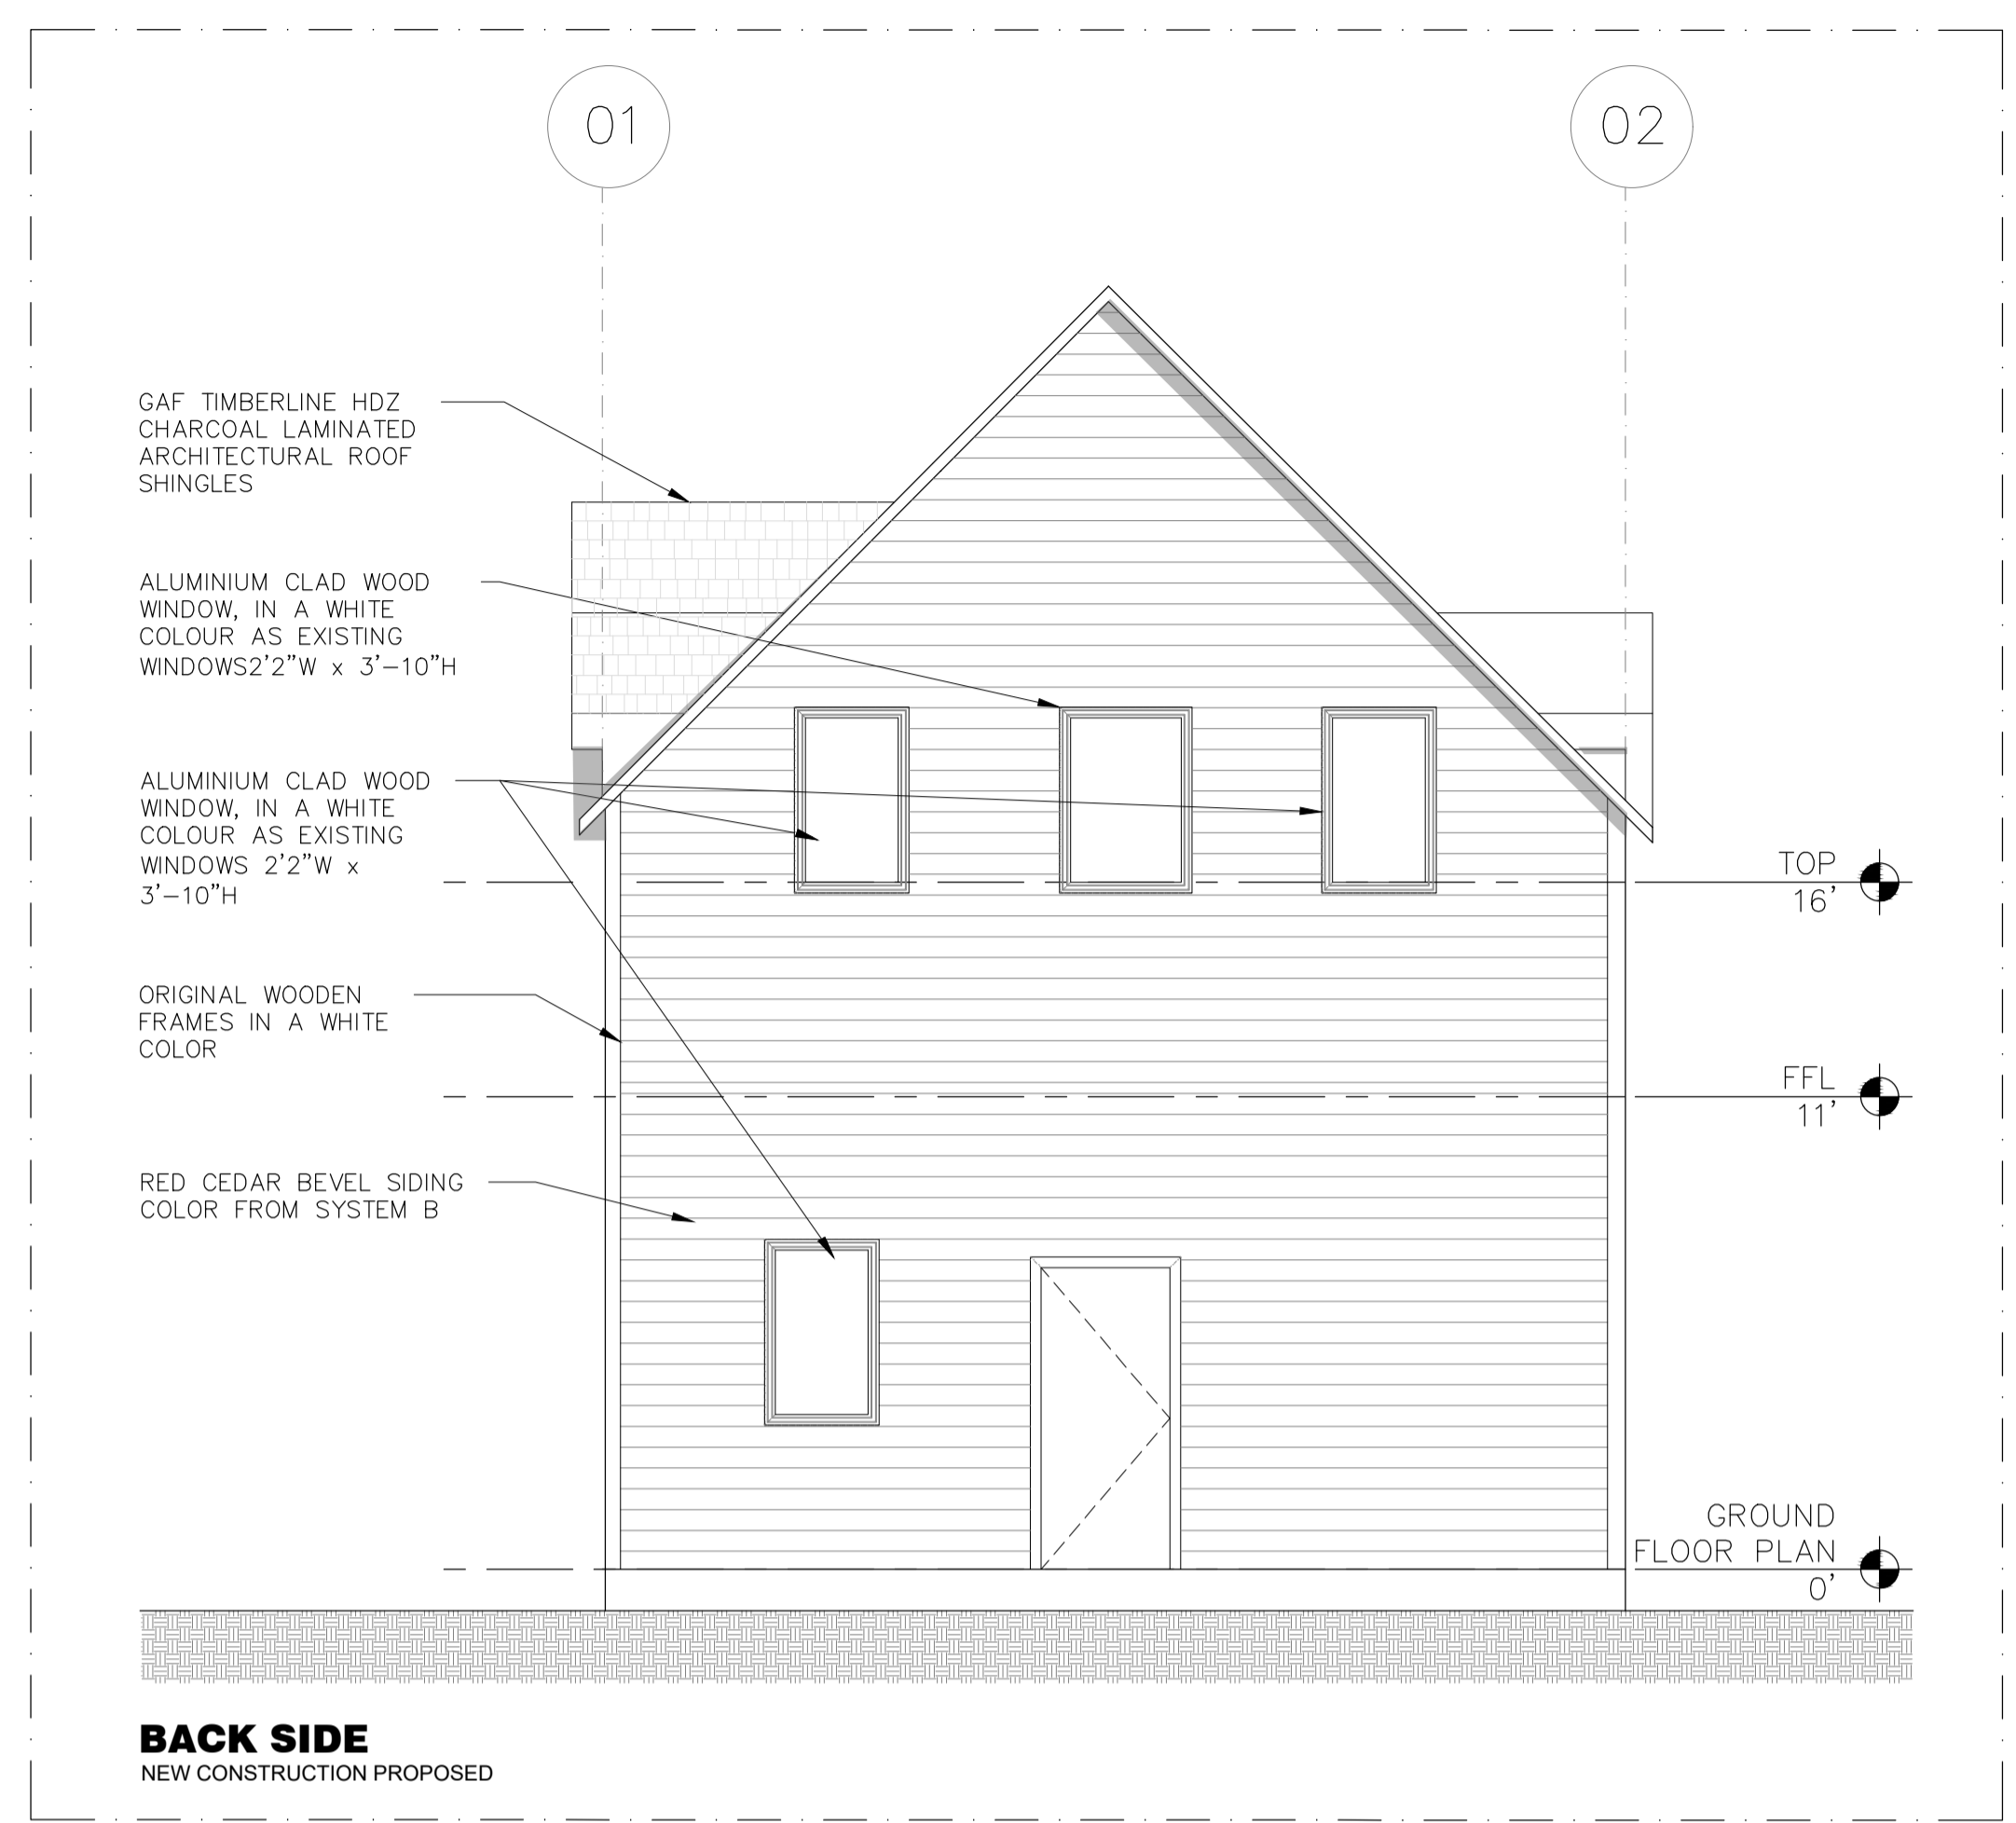 01
02
GAF TIMBERLINE HDZ
CHARCOAL LAMINATED
ARCHITECTURAL ROOF
SHINGLES
ALUMINIUM CLAD WOOD
WINDOW, IN A WHITE
COLOUR AS EXISTING
WINDOWS2'2"W x 3'-10"H
ALUMINIUM CLAD WOOD
WINDOW, IN A WHITE
COLOUR AS EXISTING
WINDOWS 2'2"W x
3'-10"H
TOP
16'
ORIGINAL WOODEN
FRAMES IN A WHITE
COLOR
FFL
11'
RED CEDAR BEVEL SIDING
COLOR FROM SYSTEM B
GROUND
FLOOR PLAN
0'
BACK SIDE
NEW CONSTRUCTION PROPOSED